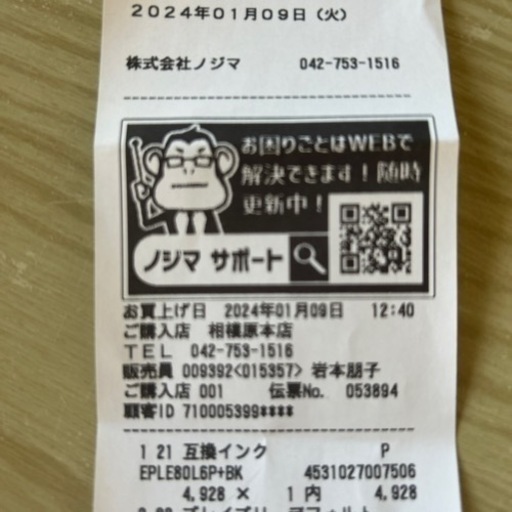 2024年01月09日（火）
株式会社ノジマ 042-753-1516
お困りごとはWEBで
解決できます！随時
更新中！
ノジマ サポート
お買上げ日 2024年01月09日 12:40
ご購入店 相模原本店
ＴＥＬ 042-753-1516
販売員 009392<015357> 岩本朋子
ご購入店 001 伝票No. 053894
顧客ID 710005399****
1 21 互換インク P
EPLE80L6P+BK 4531027007506
4,928 × 1 内 4,928